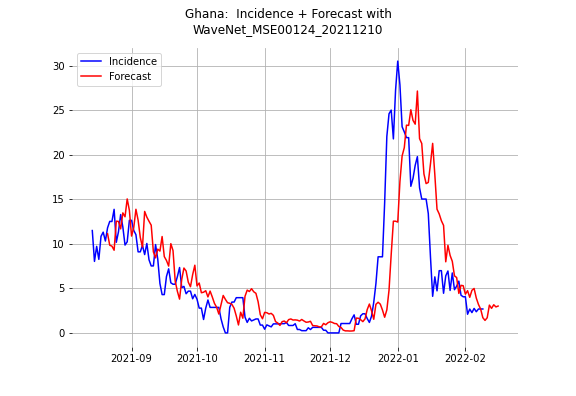 Ghana:  Incidence + Forecast with
WaveNet_MSE00124_20211210
Incidence
Forecast
30
25
20
15
10
5
0
2021-09 2021-10 2021-11 2021-12 2022-01 2022-02